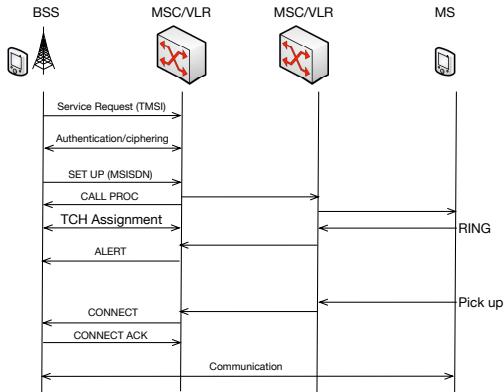 BSS
MSC/VLR
MSC/VLR
MS
Service Request (TMSI)
Authentication/ciphering
SET UP (MSISDN)
CALL PROC
TCH Assignment
RING
ALERT
Pick up
CONNECT
CONNECT ACK
Communication